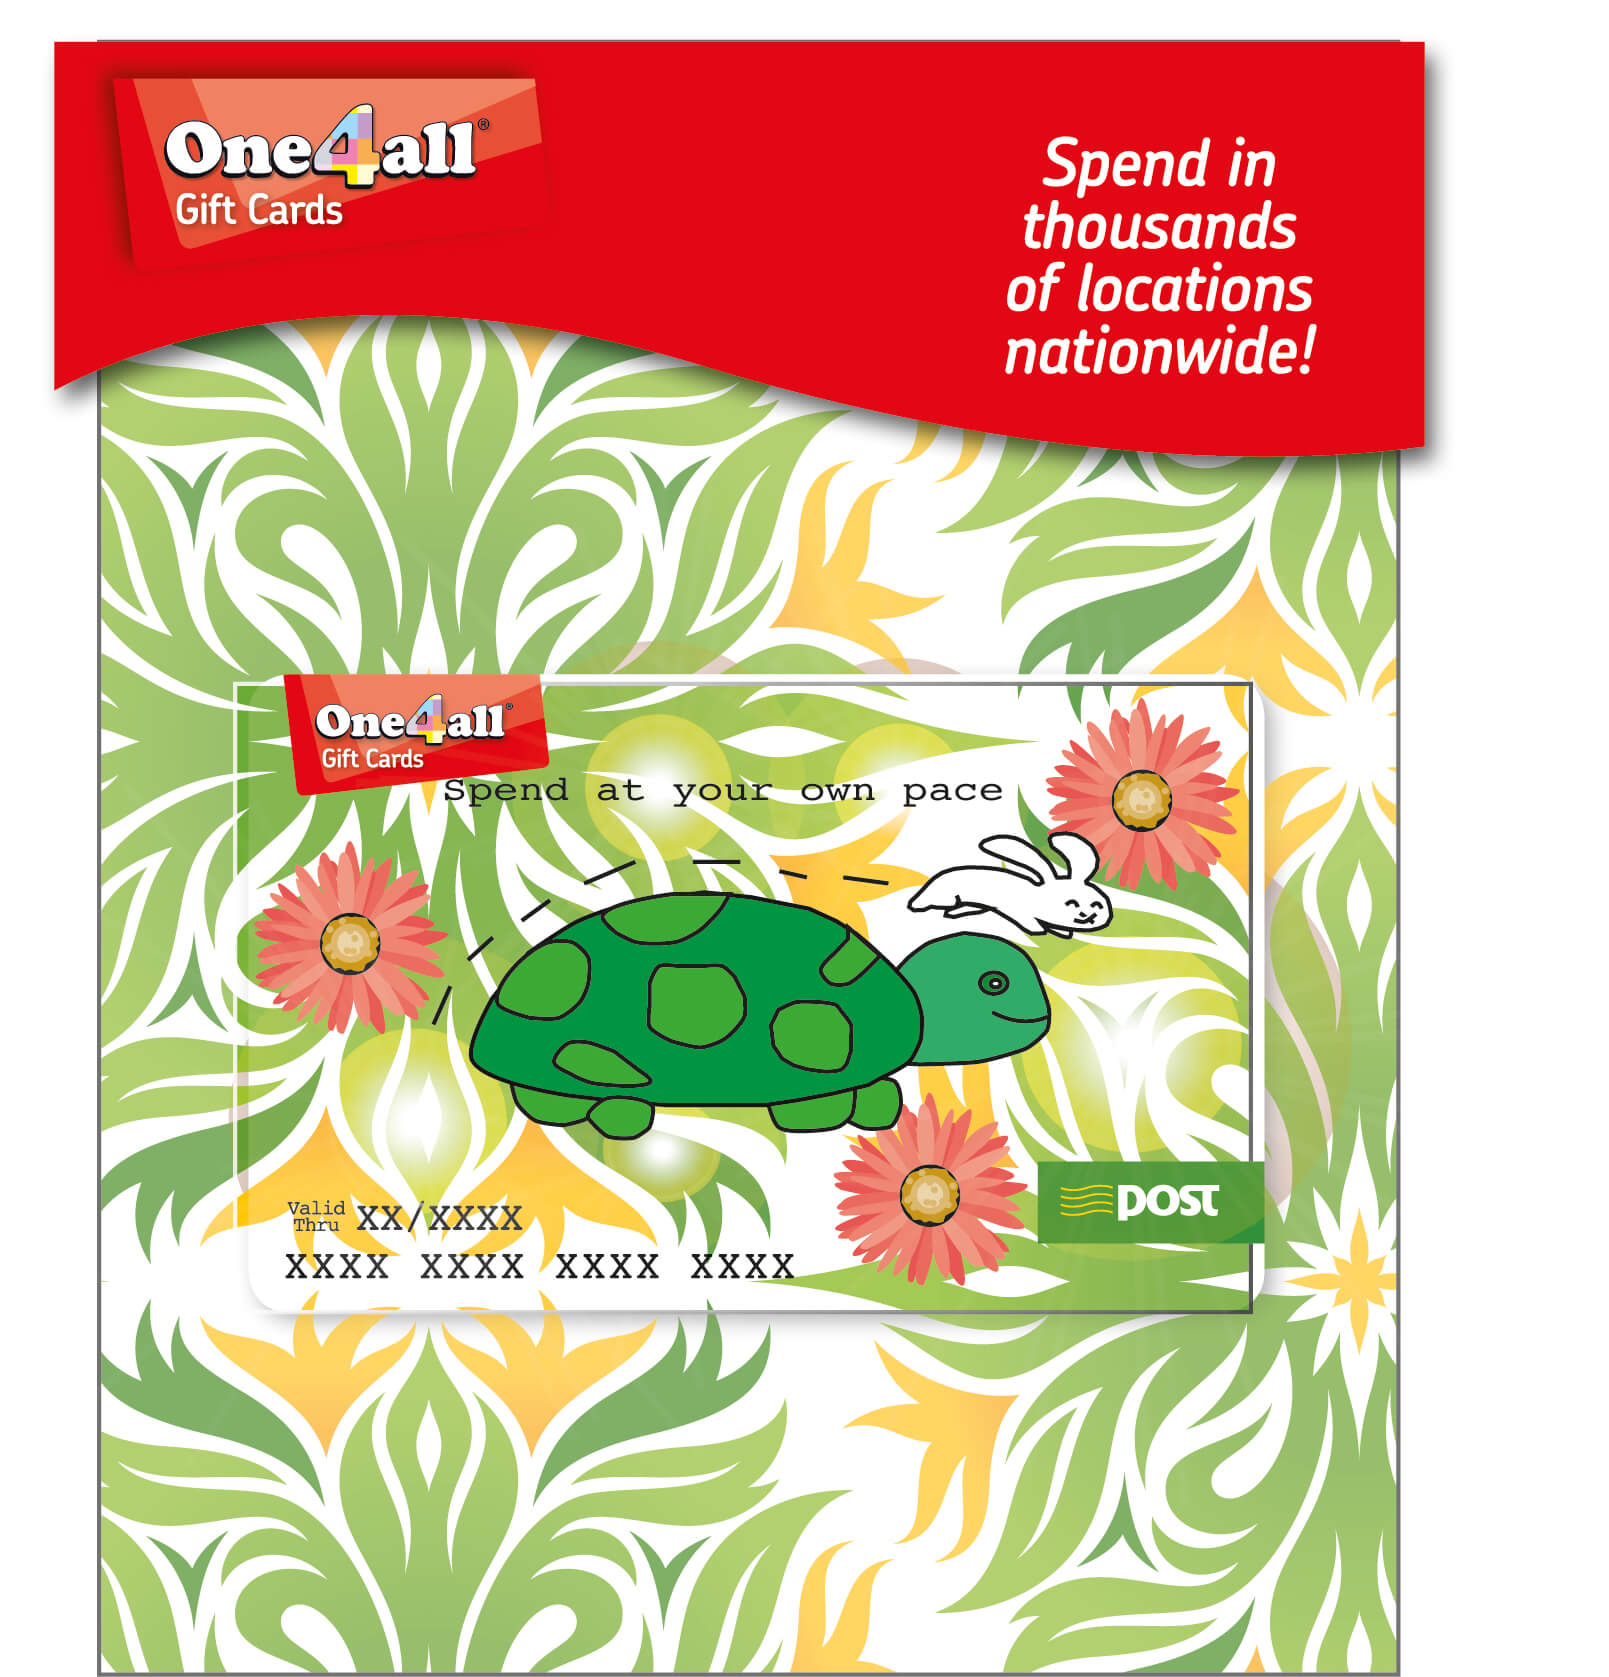 One4all®
Gift Cards
Spend in
thousands
of locations
nationwide!
One4all®
Gift Cards
Spend at your own pace
Valid
Thru XX/XXXX
XXXX XXXX XXXX XXXX
post